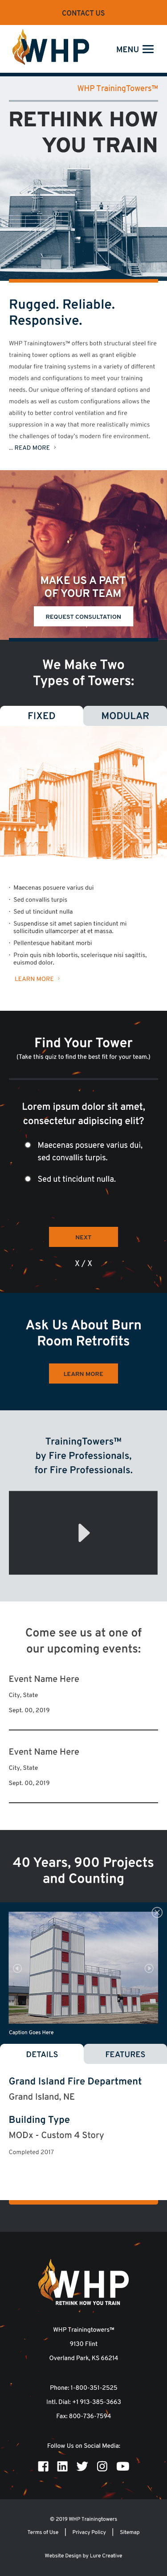 CONTACT US
WHP
MENU
WHP TrainingTowers™
RETHINK HOW
YOU TRAIN
Rugged. Reliable.
Responsive.
WHP Trainingtowers™ offers both structural steel fire
training tower options as well as grant eligible
modular fire training systems in a variety of different
models and configurations to meet your training
needs. Our unique offering of standard options and
models as well as custom configurations allows the
ability to better control ventilation and fire
suppression in a way that more realistically mimics
the challenges of today's modern fire environment.
... READ MORE >
MAKE US A PART
OF YOUR TEAM
REQUEST CONSULTATION
We Make Two
Types of Towers:
FIXED
MODULAR
· Maecenas posuere varius dui
· Sed convallis turpis
· Sed ut tincidunt nulla
· Suspendisse sit amet sapien tincidunt mi
sollicitudin ullamcorper at et massa.
· Pellentesque habitant morbi
· Proin quis nibh lobortis, scelerisque nisi sagittis,
euismod dolor.
LEARN MORE >
Find Your Tower
(Take this quiz to find the best fit for your team.)
Lorem ipsum dolor sit amet,
consectetur adipiscing elit?
Maecenas posuere varius dui,
sed convallis turpis.
Sed ut tincidunt nulla.
NEXT
X / X
Ask Us About Burn
Room Retrofits
LEARN MORE
TrainingTowers™
by Fire Professionals,
for Fire Professionals.
Come see us at one of
our upcoming events:
Event Name Here
City, State
Sept. 00, 2019
Event Name Here
City, State
Sept. 00, 2019
40 Years, 900 Projects
and Counting
Caption Goes Here
DETAILS
FEATURES
Grand Island Fire Department
Grand Island, NE
Building Type
MODx - Custom 4 Story
Completed 2017
WHP
RETHINK HOW YOU TRAIN
WHP Trainingtowers™
9130 Flint
Overland Park, KS 66214
Phone: 1-800-351-2525
Intl. Dial: +1 913-385-3663
Fax: 800-736-7594
Follow Us on Social Media:
© 2019 WHP Trainingtowers
Terms of Use | Privacy Policy | Sitemap
Website Design by Lure Creative